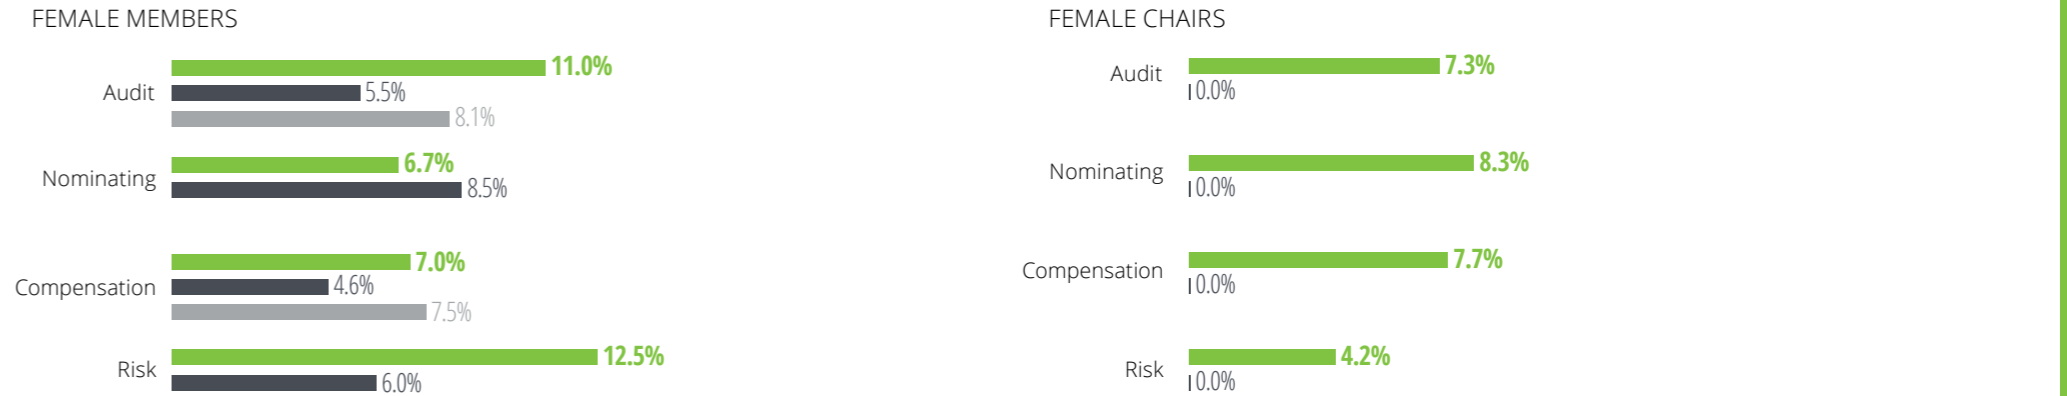 FEMALE MEMBERS
Audit
11.0%
5.5%
8.1%
Nominating
6.7%
8.5%
Compensation
7.0%
4.6%
7.5%
Risk
12.5%
6.0%
FEMALE CHAIRS
Audit
7.3%
0.0%
Nominating
8.3%
0.0%
Compensation
7.7%
0.0%
Risk
4.2%
0.0%